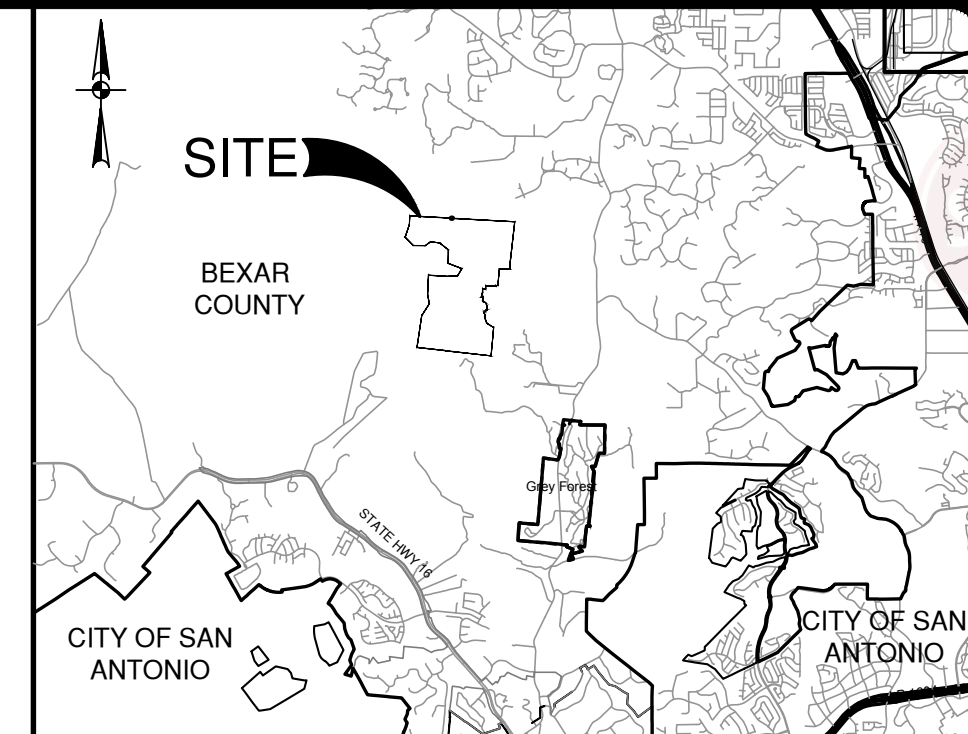 SITE
BEXAR
COUNTY
Grey Forest
STATE HWY 16
CITY OF SAN
ANTONIO
CITY OF SAN
ANTONIO